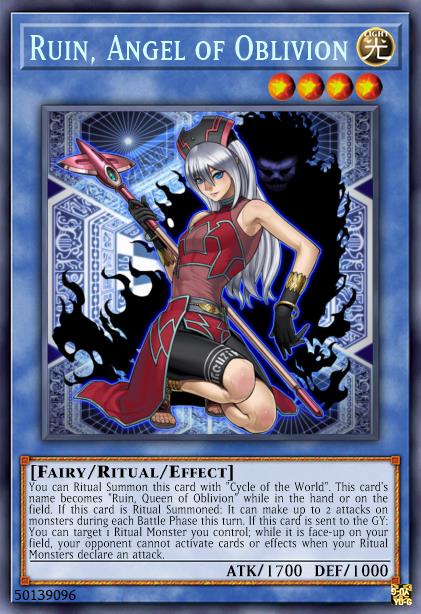 RUIN, ANGEL OF OBLIVION
LIGHT
光
[FAIRY/RITUAL/EFFECT]
You can Ritual Summon this card with "Cycle of the World". This card's
name becomes "Ruin, Queen of Oblivion" while in the hand or on the
field. If this card is Ritual Summoned: It can make up to 2 attacks on
monsters during each Battle Phase this turn. If this card is sent to the GY:
You can target 1 Ritual Monster you control; while it is face-up on your
field, your opponent cannot activate cards or effects when your Ritual
Monsters declare an attack.
ATK/1700 DEF/1000
50139096